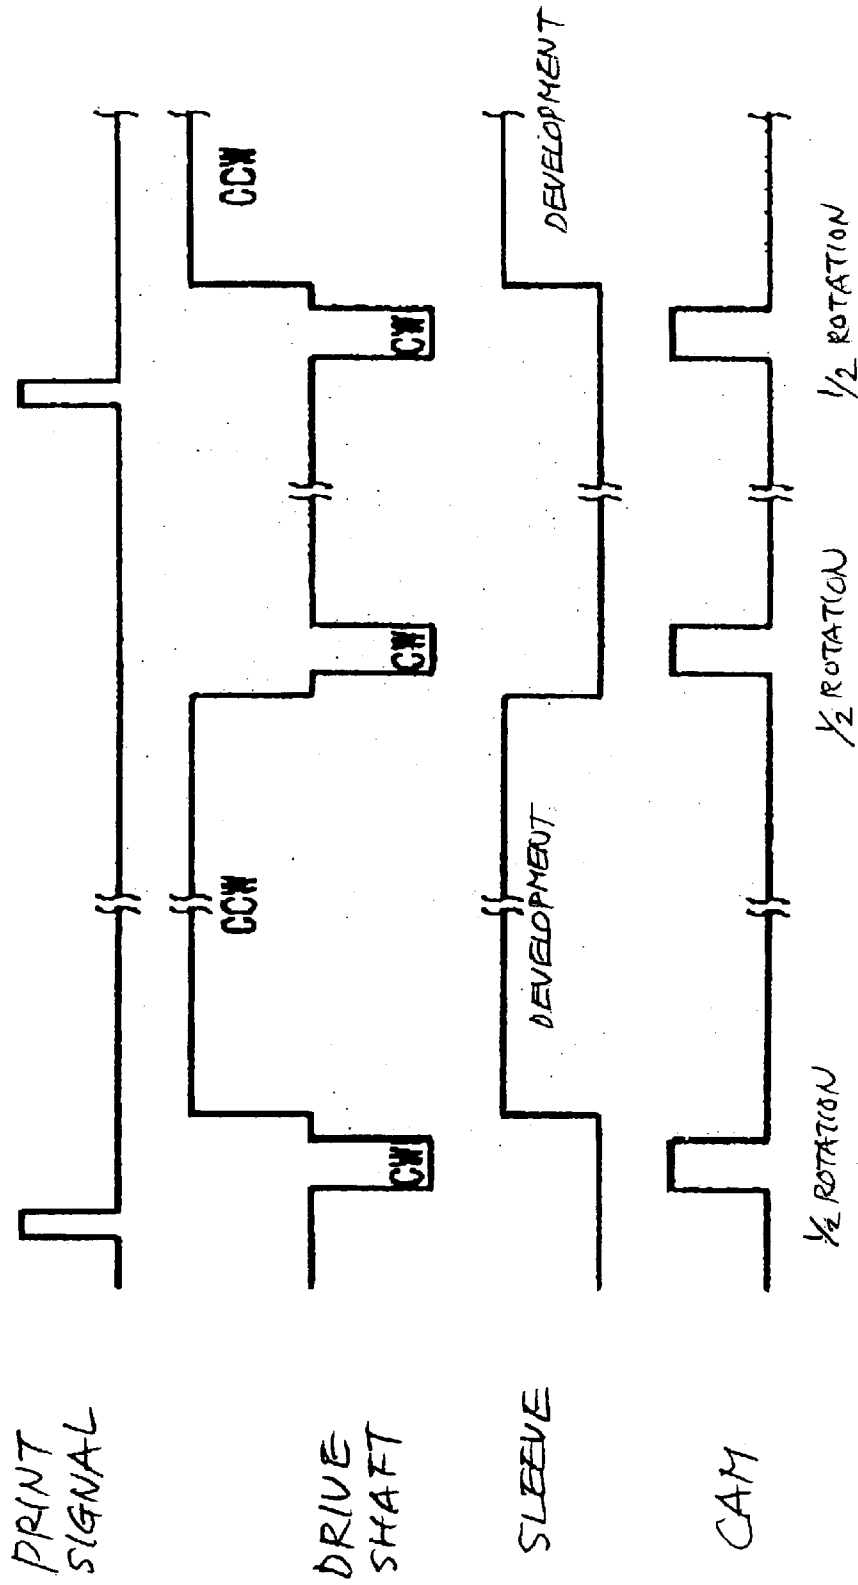 PRINT
SIGNAL
DRIVE
SHAFT
CW
CCW
CW
CW
CCW
SLEEVE
DEVELOPMENT
DEVELOPMENT
CAM
1/2 ROTATION
1/2 ROTATION
1/2 ROTATION